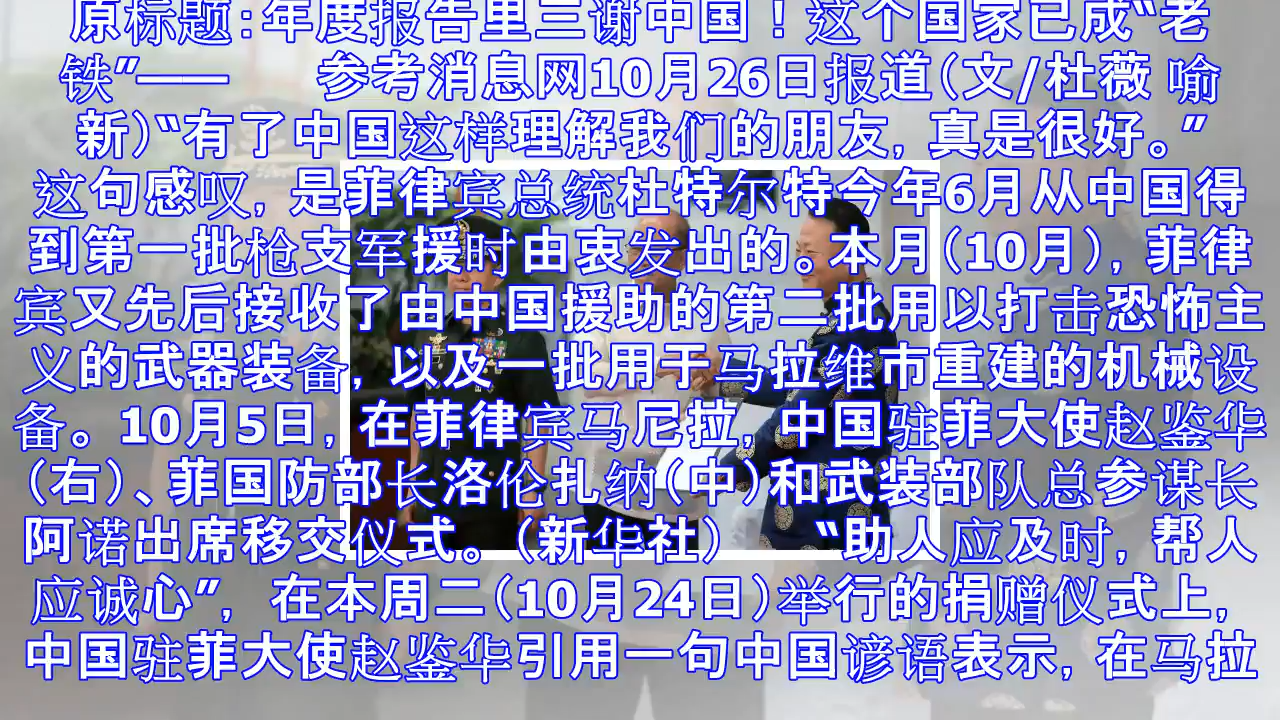 原标题:年度报告里三谢中国！这个国家已成“老
铁”—— 参考消息网10月26日报道（文/杜薇 喻
新）“有了中国这样理解我们的朋友，真是很好。”
这句感叹，是菲律宾总统杜特尔特今年6月从中国得
到第一批枪支军援时由衷发出的。本月（10月），菲律
宾又先后接收了由中国援助的第二批用以打击恐怖主
义的武器装备，以及一批用于马拉维市重建的机械设
备。10月5日，在菲律宾马尼拉，中国驻菲大使赵鉴华
（右）、菲国防部长洛伦扎纳（中）和武装部队总参谋长
阿诺出席移交仪式。（新华社） “助人应及时，帮人
应诚心”，在本周二（10月24日）举行的捐赠仪式上，
中国驻菲大使赵鉴华引用一句中国谚语表示，在马拉